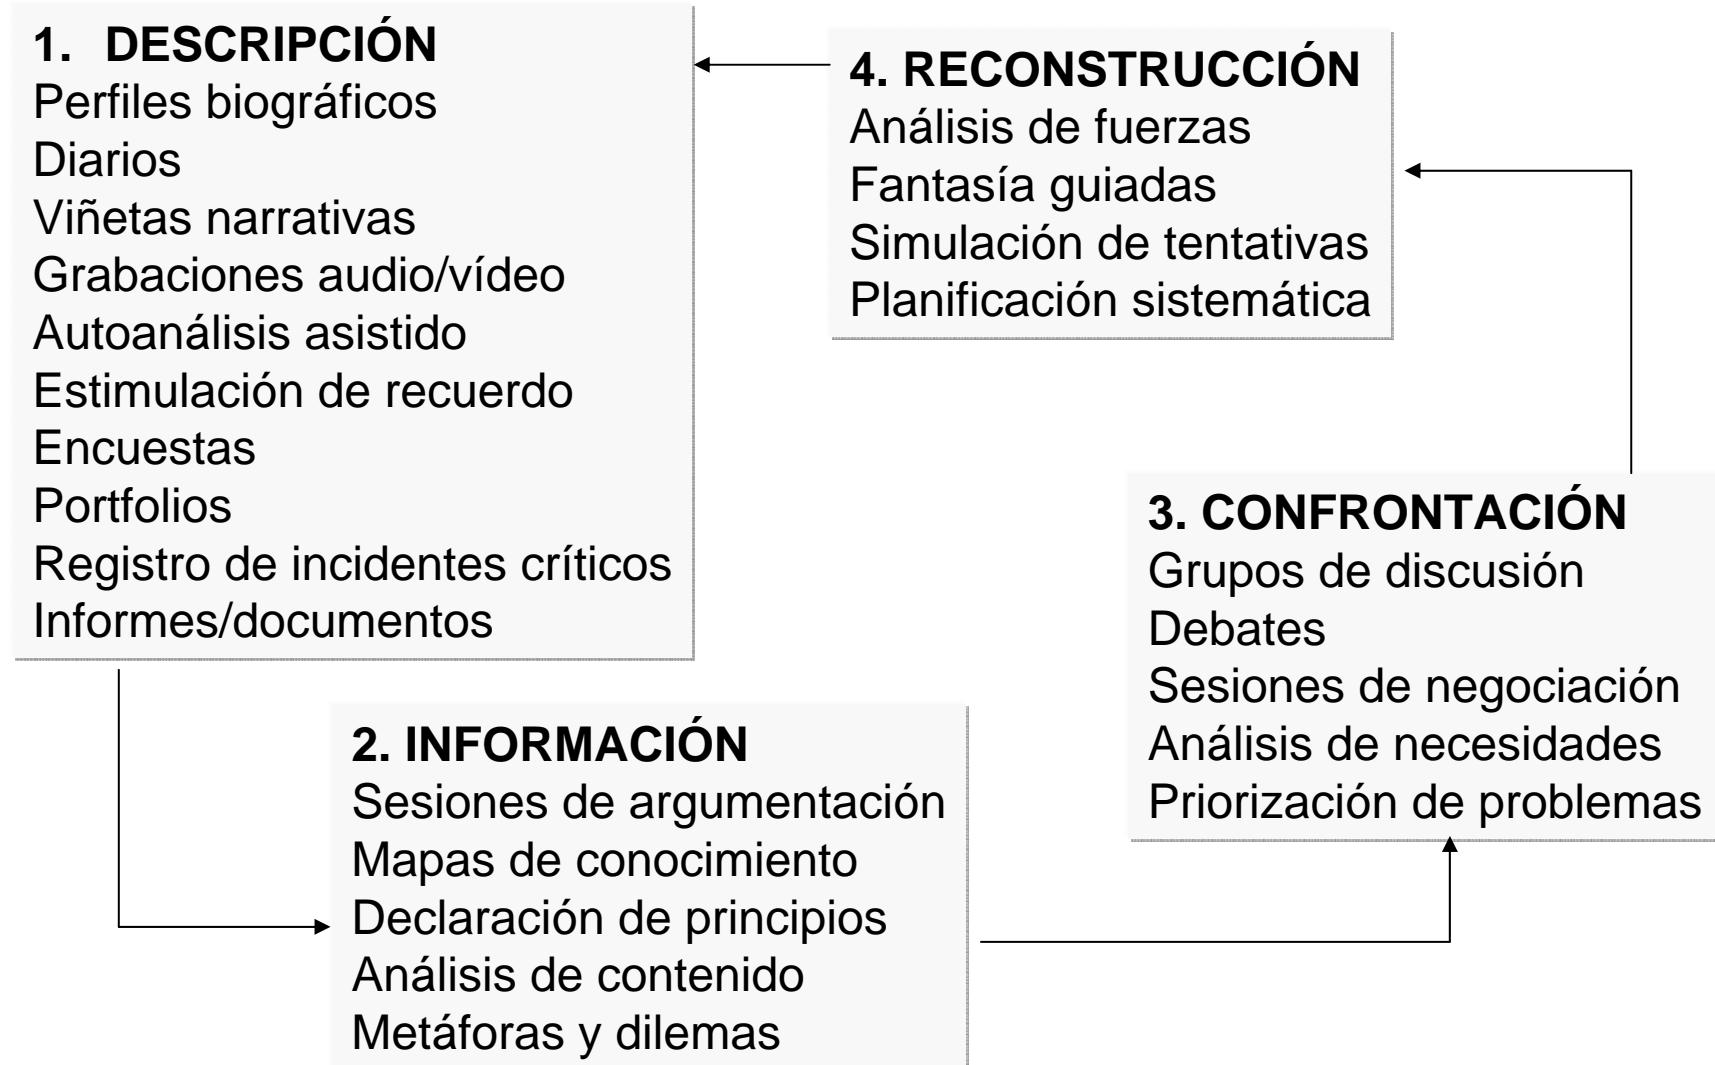 1. DESCRIPCIÓN
Perfiles biográficos
Diarios
Viñetas narrativas
Grabaciones audio/vídeo
Autoanálisis asistido
Estimulación de recuerdo
Encuestas
Portfolios
Registro de incidentes críticos
Informes/documentos
2. INFORMACIÓN
Sesiones de argumentación
Mapas de conocimiento
Declaración de principios
Análisis de contenido
Metáforas y dilemas
3. CONFRONTACIÓN
Grupos de discusión
Debates
Sesiones de negociación
Análisis de necesidades
Priorización de problemas
4. RECONSTRUCCIÓN
Análisis de fuerzas
Fantasía guiadas
Simulación de tentativas
Planificación sistemática